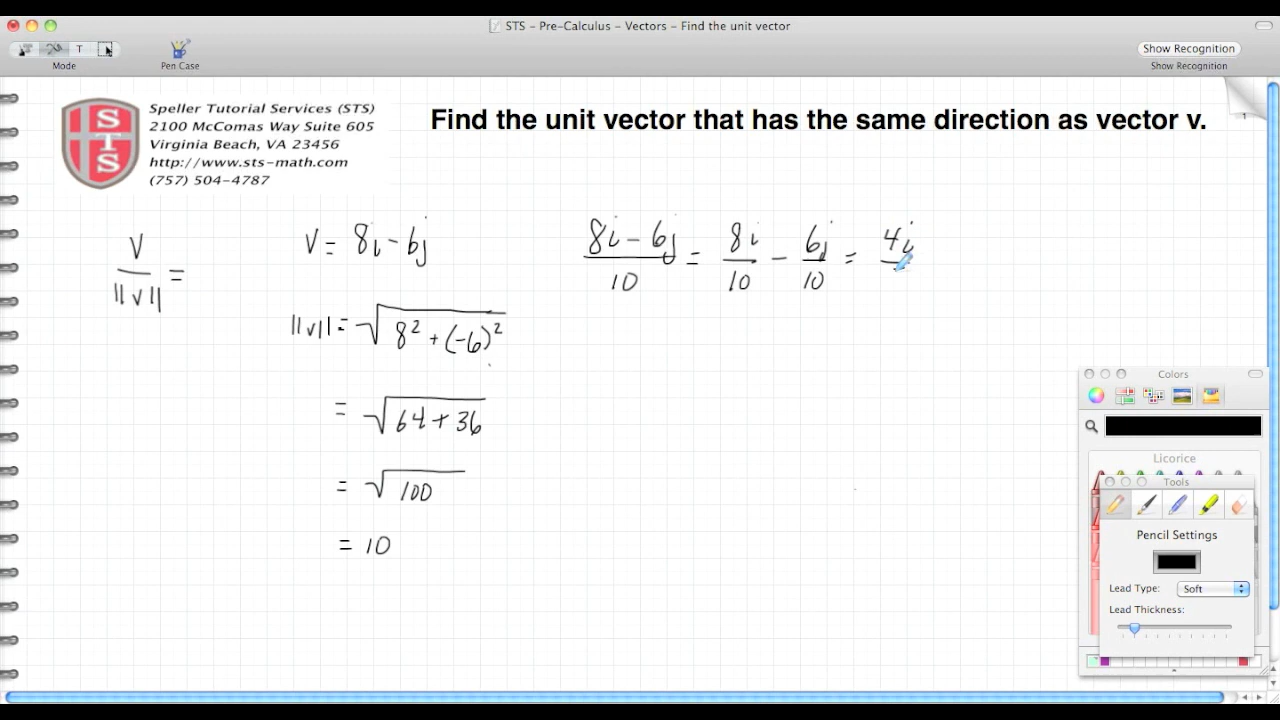 STS - Pre-Calculus - Vectors - Find the unit vector
T
Mode
Pen Case
Show Recognition
Show Recognition
STS
Speller Tutorial Services (STS)
2100 McComas Way Suite 605
Virginia Beach, VA 23456
http://www.sts-math.com
(757) 504-4787
Find the unit vector that has the same direction as vector v.
1
V / ||v|| =
V = 8i - 6j
||v|| = √(8² + (-6)²)
= √(64 + 36)
= √100
= 10
(8i - 6j) / 10 = 8i / 10 - 6j / 10 = 4i
Colors
Licorice
Tools
Pencil Settings
Lead Type: Soft
Lead Thickness: